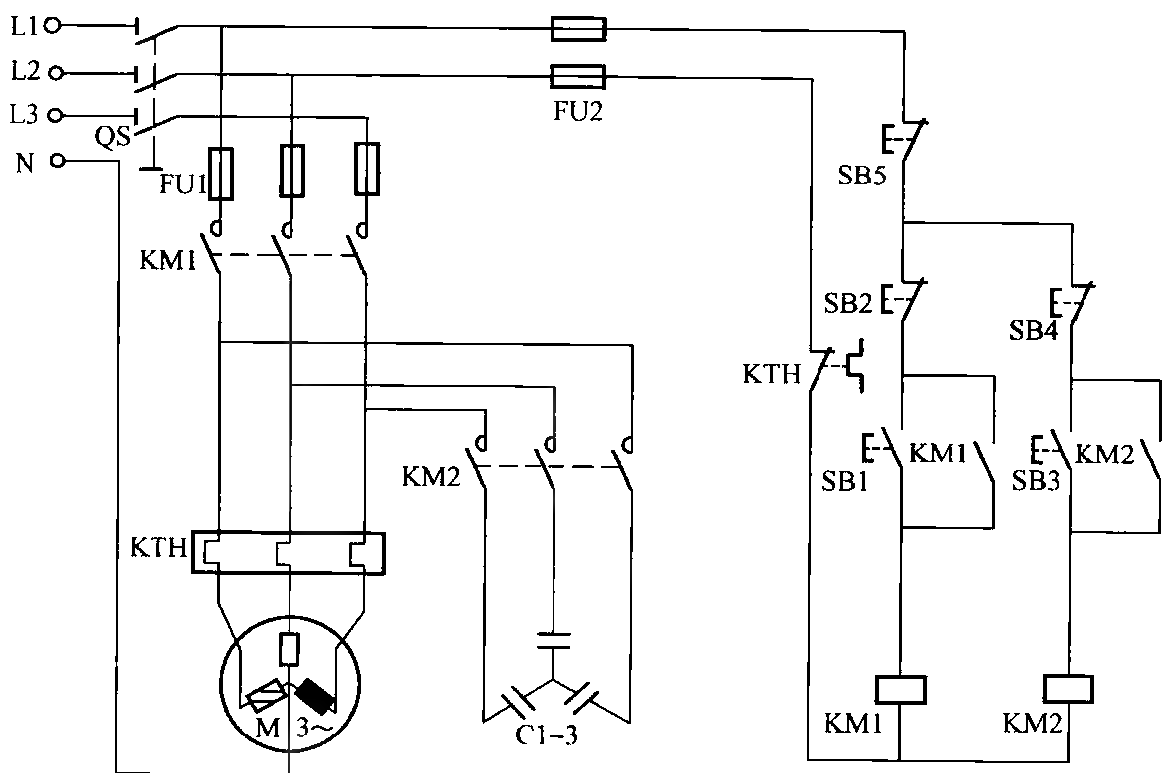 L1
L2
L3
N
QS
FU1
FU2
SB5
KM1
SB2
SB4
KTH
KM2
SB1
KM1
SB3
KM2
KTH
M 3~
C1-3
KM1
KM2